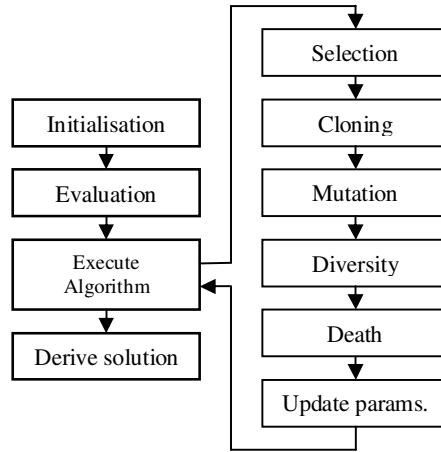 Initialisation
Evaluation
Execute
Algorithm
Derive solution
Selection
Cloning
Mutation
Diversity
Death
Update params.